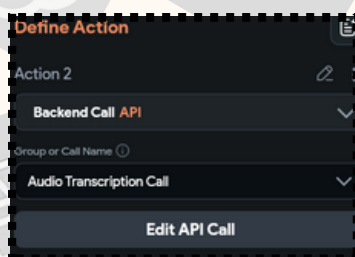 Define Action
Action 2
Backend Call API
Group or Call Name
Audio Transcription Call
Edit API Call